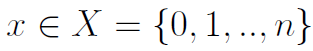 x ∈ X = {0, 1, .., n}